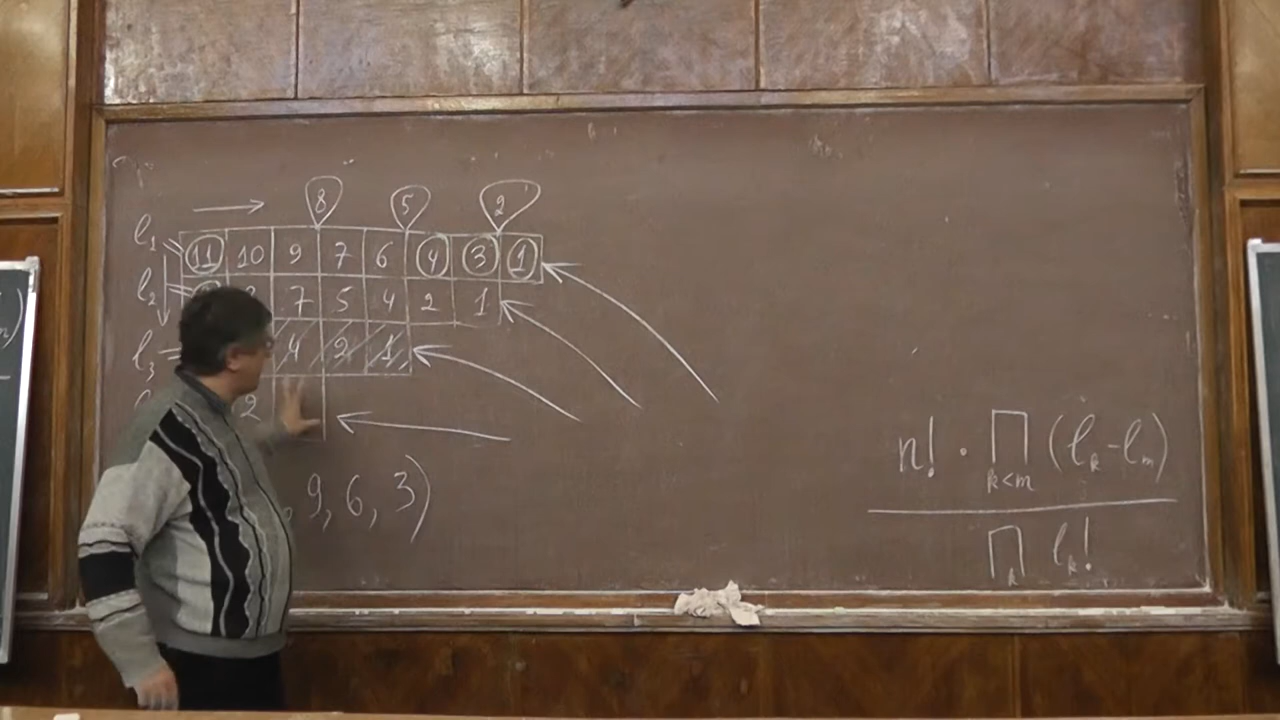 8 5 2
l₁ 11 10 9 7 6 4 3 1
l₂ 7 5 4 2 1
l₃ 4 2 1
2
9, 6, 3)
n! · ∏ (lₖ - lₘ)
k<m
∏ lₖ!
k